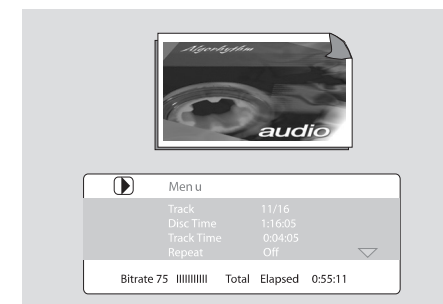 Algorhythm
audio
Menu
Track 11/16
Disc Time 1:16:05
Track Time 0:04:05
Repeat Off
Bitrate 75 IIIIIIIIIII Total Elapsed 0:55:11